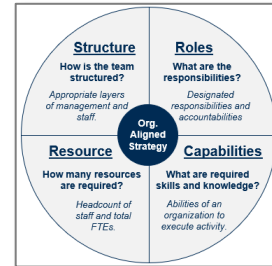 Structure
How is the team
structured?
Appropriate layers
of management and
staff.
Roles
What are the
responsibilities?
Designated
responsibilities and
accountabilities
Org.
Aligned
Strategy
Resource
How many resources
are required?
Headcount of
staff and total
FTEs.
Capabilities
What are required
skills and knowledge?
Abilities of an
organization to
execute activity.